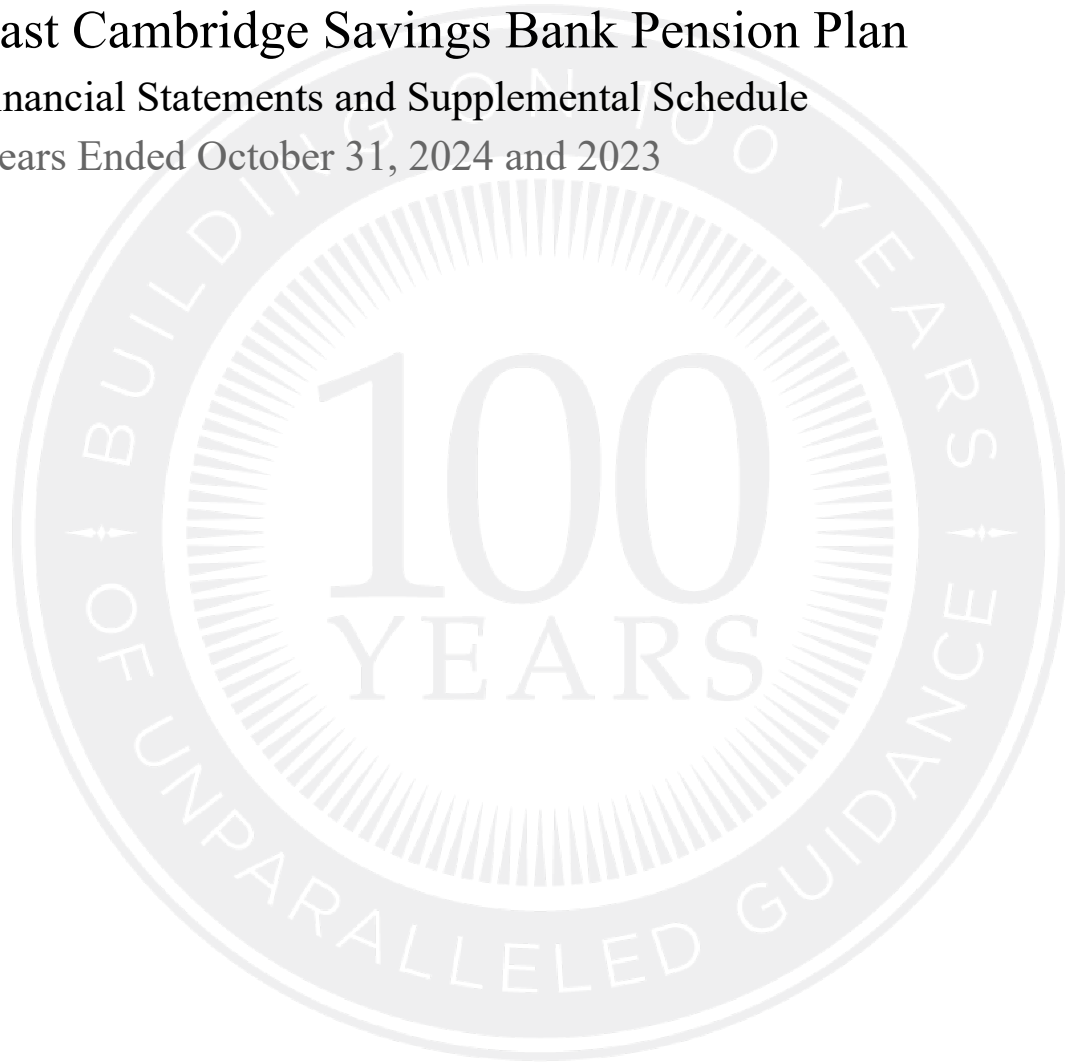 ast Cambridge Savings Bank Pension Plan
inancial Statements and Supplemental Schedule
ears Ended October 31, 2024 and 2023
BUILDING ON 100 YEARS
100
YEARS
OF UNPARALLELED GUIDANCE